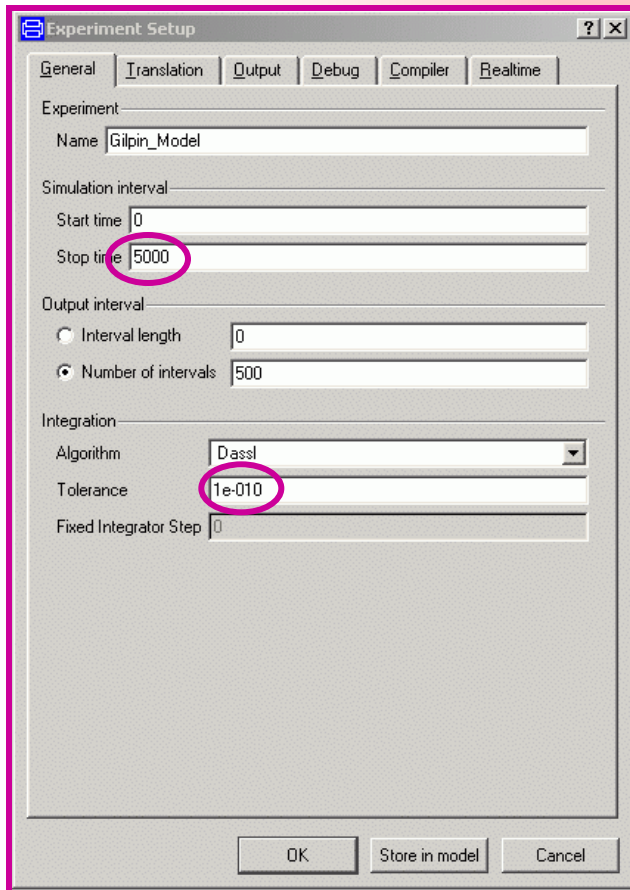 Experiment Setup
General Translation Output Debug Compiler Realtime
Experiment
Name Gilpin_Model
Simulation interval
Start time 0
Stop time 5000
Output interval
Interval length 0
Number of intervals 500
Integration
Algorithm Dassl
Tolerance 1e-010
Fixed Integrator Step 0
OK Store in model Cancel